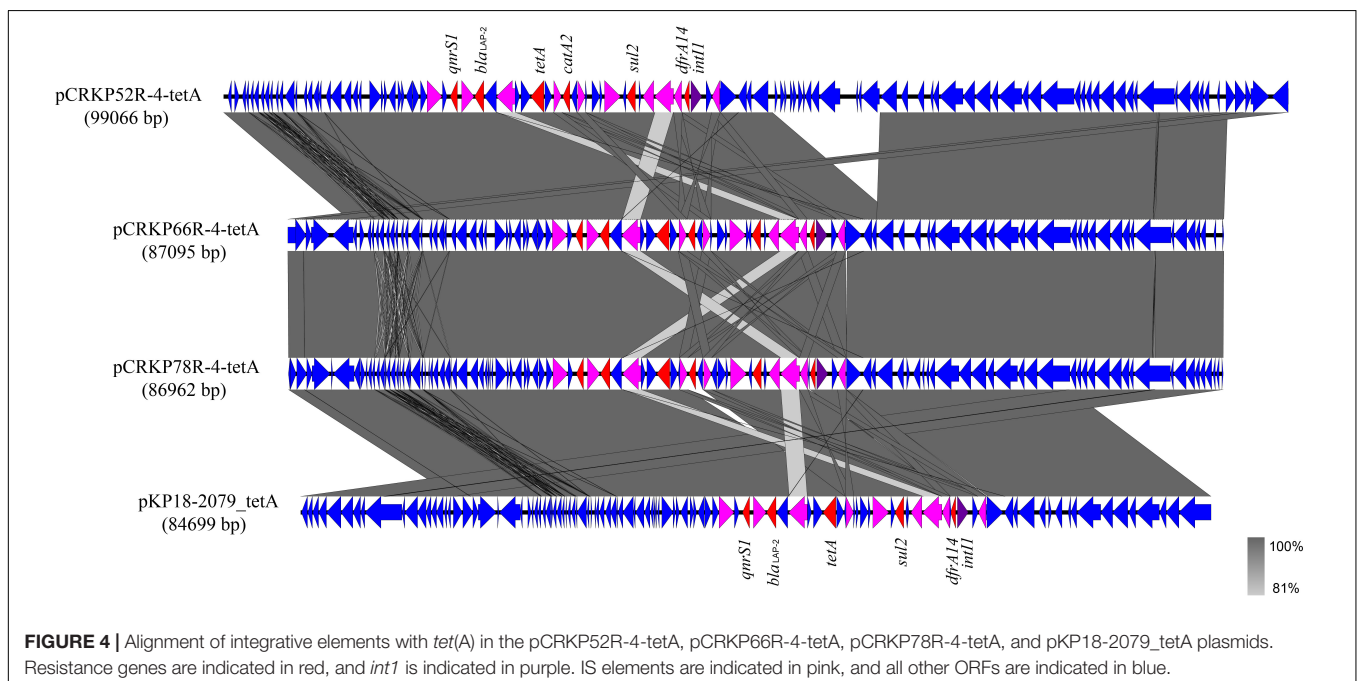 qnrS1 blaLAP-2 tetA catA2 sul2 dfrA14 intI1
pCRKP52R-4-tetA
(99066 bp)
pCRKP66R-4-tetA
(87095 bp)
pCRKP78R-4-tetA
(86962 bp)
pKP18-2079_tetA
(84699 bp)
qnrS1 blaLAP-2 tetA sul2 dfrA14 intI1
100%
81%
FIGURE 4 | Alignment of integrative elements with tet(A) in the pCRKP52R-4-tetA, pCRKP66R-4-tetA, pCRKP78R-4-tetA, and pKP18-2079_tetA plasmids.
Resistance genes are indicated in red, and int1 is indicated in purple. IS elements are indicated in pink, and all other ORFs are indicated in blue.